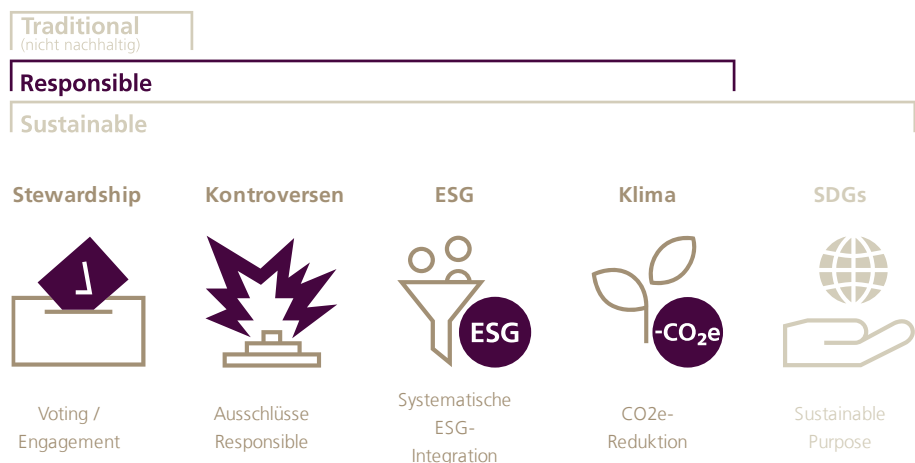 Traditional
(nicht nachhaltig)
Responsible
Sustainable
Stewardship
Kontroversen
ESG
Klima
SDGs
ESG
-CO₂e
Voting /
Engagement
Ausschlüsse
Responsible
Systematische
ESG-
Integration
CO2e-
Reduktion
Sustainable
Purpose